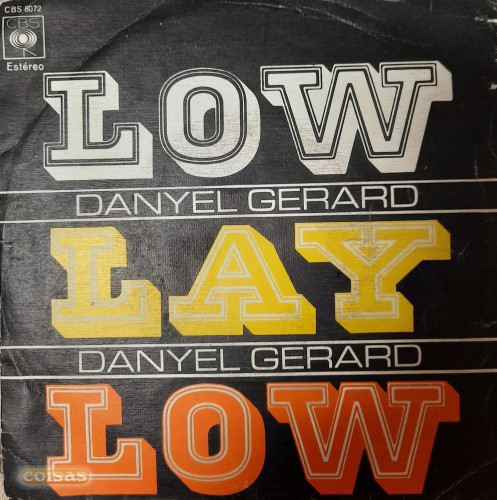 CBS 8072
CBS
Estéreo
LOW
DANYEL GERARD
LAY
DANYEL GERARD
LOW
coisas